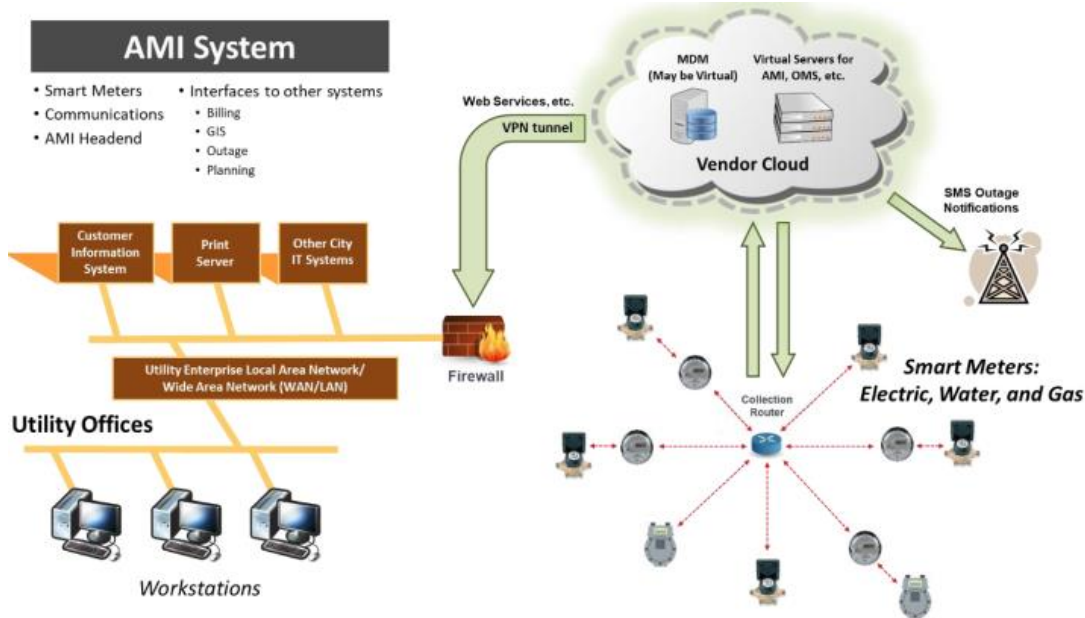 AMI System
• Smart Meters
• Communications
• AMI Headend
• Interfaces to other systems
• Billing
• GIS
• Outage
• Planning
Web Services, etc.
VPN tunnel
MDM
(May be Virtual)
Virtual Servers for
AMI, OMS, etc.
Vendor Cloud
SMS Outage
Notifications
Customer
Information
System
Print
Server
Other City
IT Systems
Firewall
Utility Enterprise Local Area Network/
Wide Area Network (WAN/LAN)
Utility Offices
Workstations
Collection
Router
Smart Meters:
Electric, Water, and Gas